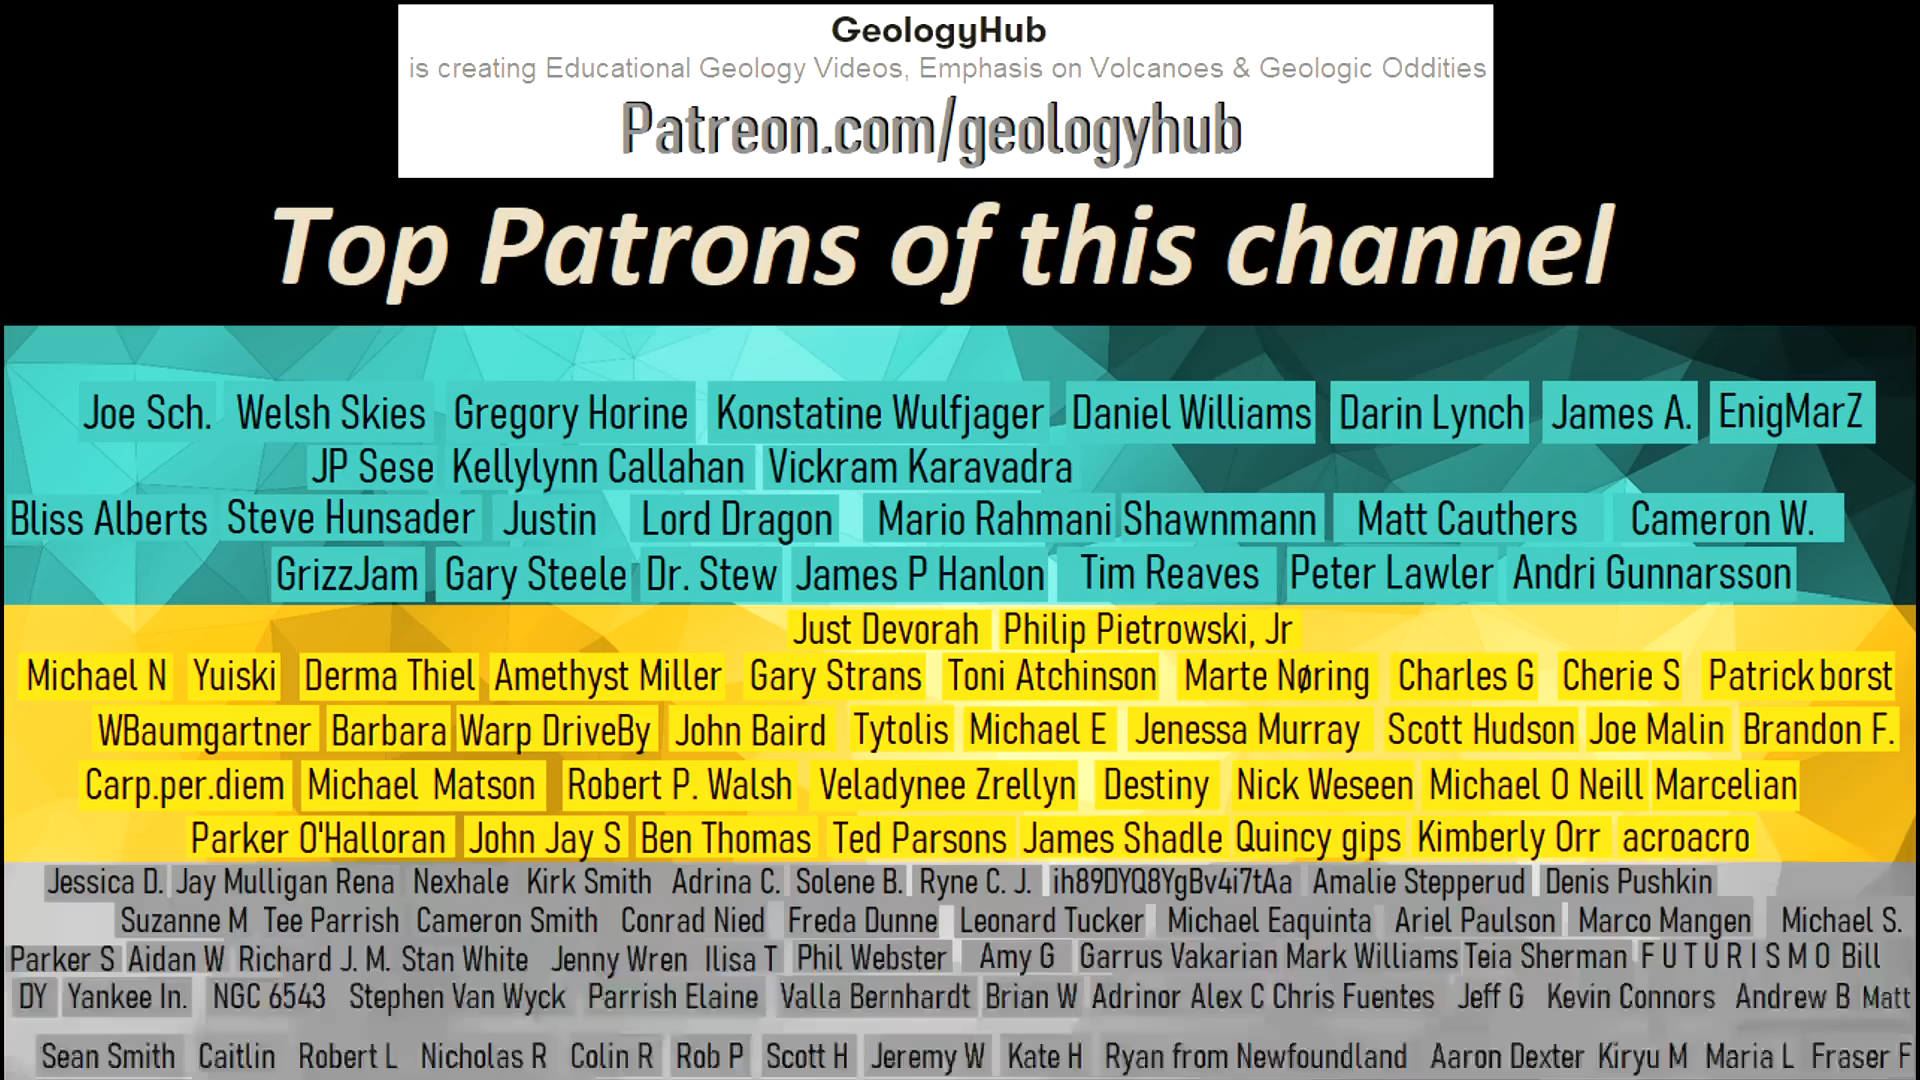 GeologyHub
is creating Educational Geology Videos, Emphasis on Volcanoes & Geologic Oddities
Patreon.com/geologyhub
Top Patrons of this channel
Joe Sch. Welsh Skies Gregory Horine Konstatine Wulfjager Daniel Williams Darin Lynch James A. EnigMarZ
JP Sese Kellylynn Callahan Vickram Karavadra
Bliss Alberts Steve Hunsader Justin Lord Dragon Mario Rahmani Shawnmann Matt Cauthers Cameron W.
GrizzJam Gary Steele Dr. Stew James P Hanlon Tim Reaves Peter Lawler Andri Gunnarsson
Just Devorah Philip Pietrowski, Jr
Michael N Yuiski Derma Thiel Amethyst Miller Gary Strans Toni Atchinson Marte Nøring Charles G Cherie S Patrick borst
WBaumgartner Barbara Warp DriveBy John Baird Tytolis Michael E Jenessa Murray Scott Hudson Joe Malin Brandon F.
Carp.per.diem Michael Matson Robert P. Walsh Veladynee Zrellyn Destiny Nick Weseen Michael O Neill Marcelian
Parker O'Halloran John Jay S Ben Thomas Ted Parsons James Shadle Quincy gips Kimberly Orr acroacro
Jessica D. Jay Mulligan Rena Nexhale Kirk Smith Adrina C. Solene B. Ryne C. J. ih89DYQ8YgBv4i7tAa Amalie Stepperud Denis Pushkin
Suzanne M Tee Parrish Cameron Smith Conrad Nied Freda Dunne Leonard Tucker Michael Eaquinta Ariel Paulson Marco Mangen Michael S.
Parker S Aidan W Richard J. M. Stan White Jenny Wren Ilisa T Phil Webster Amy G Garrus Vakarian Mark Williams Teia Sherman F U T U R I S M O Bill
DY Yankee In. NGC 6543 Stephen Van Wyck Parrish Elaine Valla Bernhardt Brian W Adrinor Alex C Chris Fuentes Jeff G Kevin Connors Andrew B Matt
Sean Smith Caitlin Robert L Nicholas R Colin R Rob P Scott H Jeremy W Kate H Ryan from Newfoundland Aaron Dexter Kiryu M Maria L Fraser F